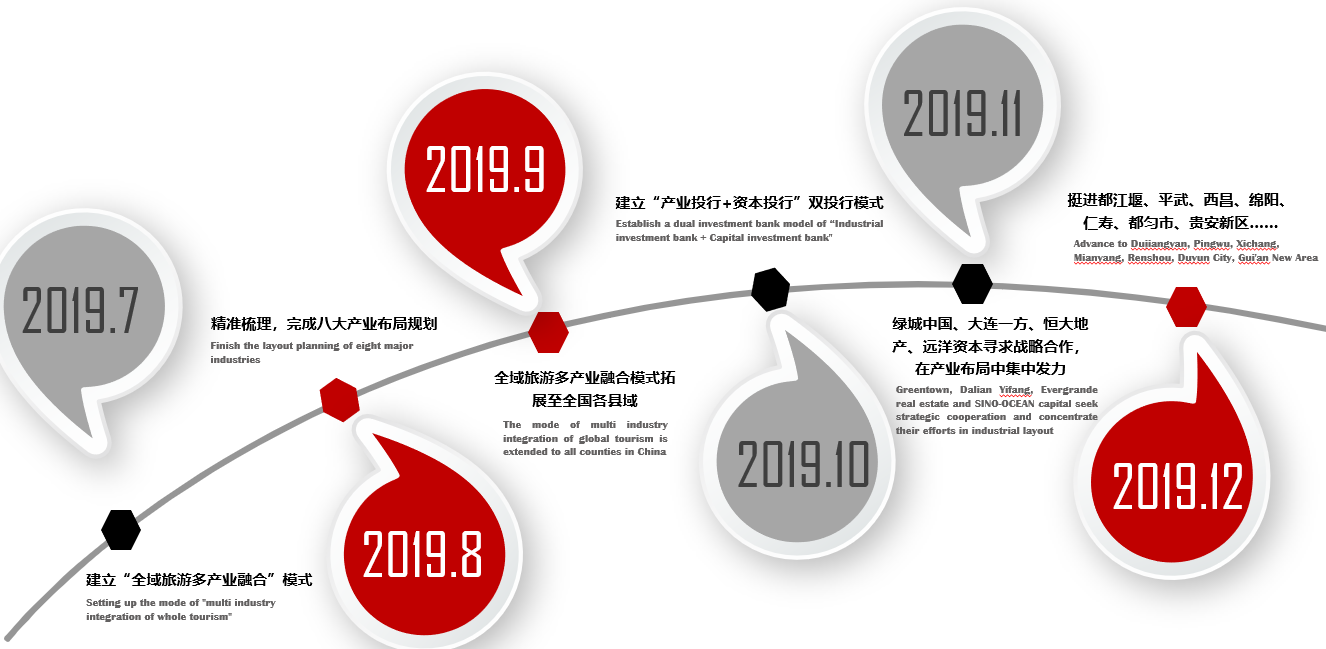 2019.7
建立“全域旅游多产业融合”模式
Setting up the mode of "multi industry
integration of whole tourism"
2019.8
精准梳理，完成八大产业布局规划
Finish the layout planning of eight major
industries
2019.9
全域旅游多产业融合模式拓
展至全国各县域
The mode of multi industry
integration of global tourism is
extended to all counties in China
2019.10
建立“产业投行+资本投行”双投行模式
Establish a dual investment bank model of “Industrial
investment bank + Capital investment bank”
2019.11
绿城中国、大连一方、恒大地
产、远洋资本寻求战略合作，
在产业布局中集中发力
Greentown, Dalian Yifang, Evergrande
real estate and SINO-OCEAN capital seek
strategic cooperation and concentrate
their efforts in industrial layout
2019.12
挺进都江堰、平武、西昌、绵阳、
仁寿、都匀市、贵安新区......
Advance to Dujiangyan, Pingwu, Xichang,
Mianyang, Renshou, Duyun City, Gui'an New Area